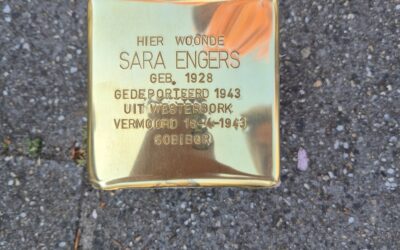 HIER WOONDE
SARA ENGERS
GEB. 1928
GEDEPORTEERD 1943
UIT WESTERBORK
VERMOORD 16-4-1943
SOBIBOR